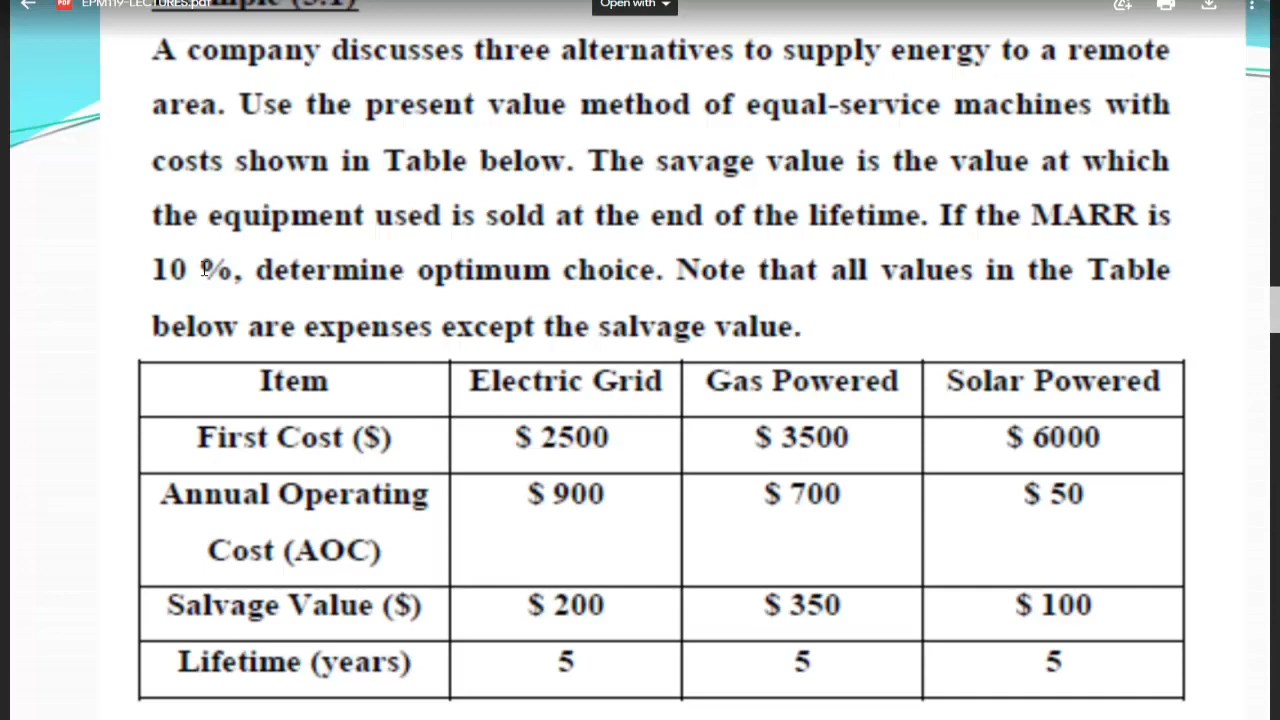 EPM119-LECTURES.pdf
Open with
A company discusses three alternatives to supply energy to a remote
area. Use the present value method of equal-service machines with
costs shown in Table below. The savage value is the value at which
the equipment used is sold at the end of the lifetime. If the MARR is
10 %, determine optimum choice. Note that all values in the Table
below are expenses except the salvage value.
Item Electric Grid Gas Powered Solar Powered
First Cost ($) $ 2500 $ 3500 $ 6000
Annual Operating $ 900 $ 700 $ 50
Cost (AOC)
Salvage Value ($) $ 200 $ 350 $ 100
Lifetime (years) 5 5 5